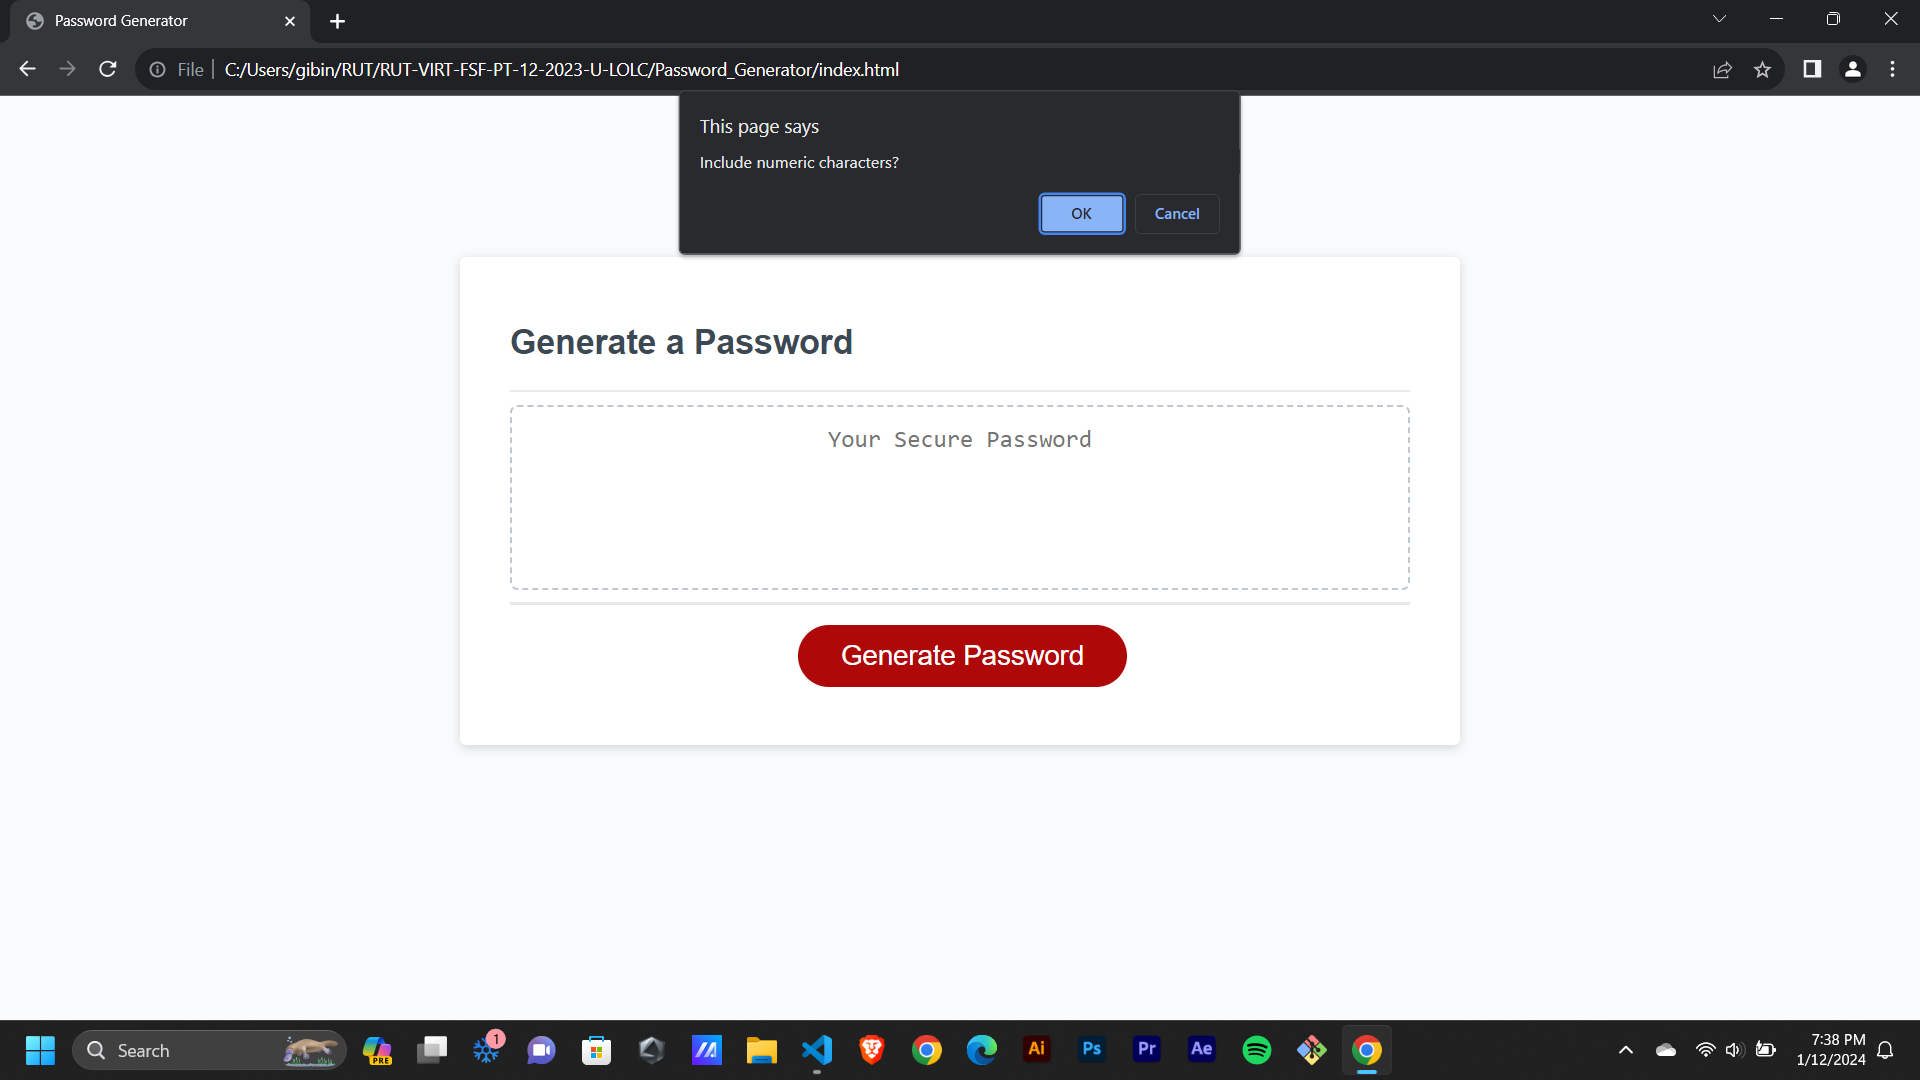 Password Generator
File
C:/Users/gibin/RUT/RUT-VIRT-FSF-PT-12-2023-U-LOLC/Password_Generator/index.html
This page says
Include numeric characters?
OK
Cancel
Generate a Password
Your Secure Password
Generate Password
Search
PRE
1
Ai
Ps
Pr
Ae
7:38 PM
1/12/2024